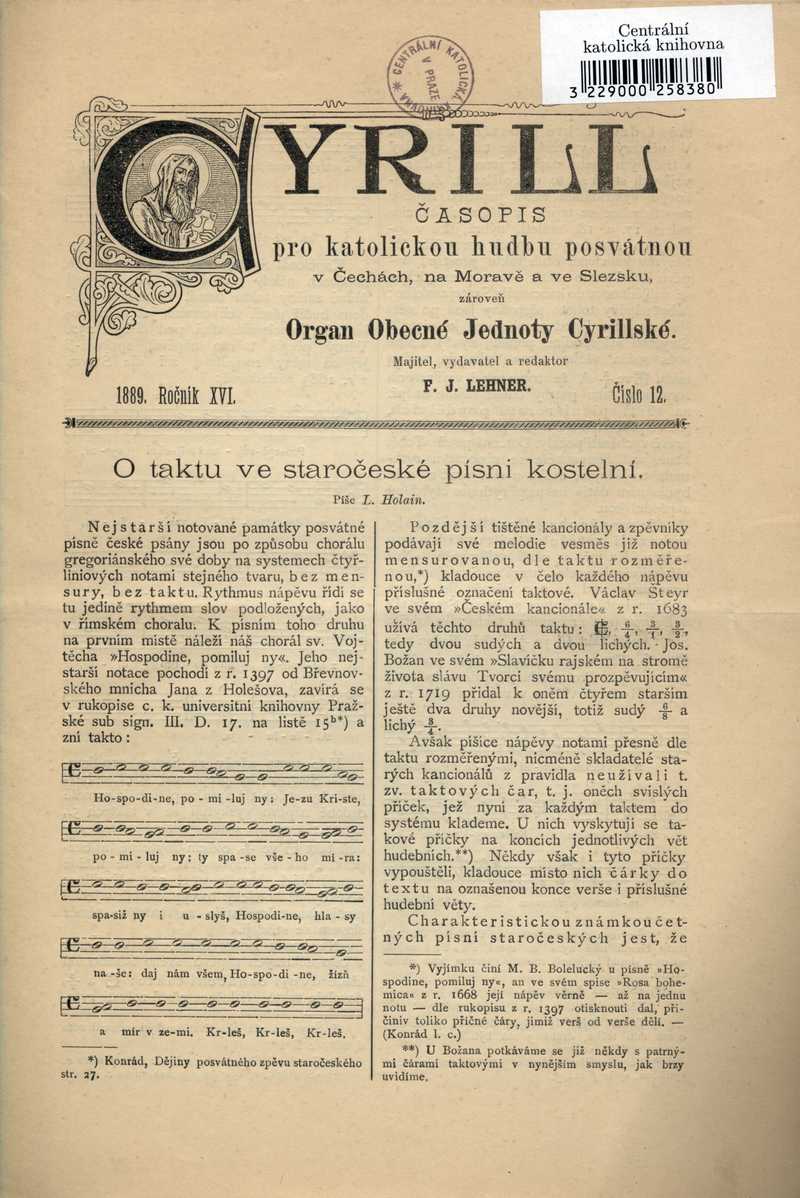 Centrální
katolická knihovna
3 229000 258380
CENTRÁLNÍ KATOLICKÁ KNIHOVNA V PRAZE
CYRILL
ČASOPIS
pro katolickou hudbu posvátnou
v Čechách, na Moravě a ve Slezsku,
zároveň
Organ Obecné Jednoty Cyrillské.
Majitel, vydavatel a redaktor
F. J. LEHNER.
1889. Ročník XVI.
Číslo 12.
O taktu ve staročeské písni kostelní.
Píše L. Holain.
Nejstarší notované památky posvátné
písně české psány jsou po způsobu chorálu
gregoriánského své doby na systemech čtyř-
liniových notami stejného tvaru, bez men-
sury, bez taktu. Rythmus nápěvu řídí se
tu jedině rythmem slov podložených, jako
v římském choralu. K písním toho druhu
na prvním místě náleží náš chorál sv. Voj-
těcha »Hospodine, pomiluj ny«. Jeho nej-
starší notace pochodí z r. 1397 od Břevnov-
ského mnicha Jana z Holešova, zavírá se
v rukopise c. k. universitní knihovny Praž-
ské sub sign. III. D. 17. na listě 15b*) a
zní takto:
Ho-spo-di-ne, po - mi -luj ny: Je-zu Kri-ste,
po - mi - luj ny; ty spa -se vše - ho mi - ra:
spa-siž ny i u - slyš, Hospodi-ne, hla - sy
na -še: daj nám všem, Ho-spo-di -ne, žizň
a mír v ze-mi. Kr-leš, Kr-leš, Kr-leš.
*) Konrád, Dějiny posvátného zpěvu staročeského
str. 27.
Pozdější tištěné kancionály a zpěvníky
podávají své melodie vesměs již notou
mensurovanou, dle taktu rozměře-
nou,*) kladouce v čelo každého nápěvu
příslušné označení taktové. Václav Šteyr
ve svém »Českém kancionále« z r. 1683
užívá těchto druhů taktu: 6/4, 3/1, 3/2,
tedy dvou sudých a dvou lichých. Jos.
Božan ve svém »Slavíčku rajském na stromě
života slávu Tvorci svému prozpěvujícím«
z r. 1719 přidal k oněm čtyřem starším
ještě dva druhy novější, totiž sudý 6/8 a
lichý 3/4.
Avšak píšíce nápěvy notami přesně dle
taktu rozměřenými, nicméně skladatelé sta-
rých kancionálů z pravidla neužívali t.
zv. taktových čar, t. j. oněch svislých
příček, jež nyní za každým taktem do
systému klademe. U nich vyskytují se ta-
kové příčky na koncích jednotlivých vět
hudebních.**) Někdy však i tyto příčky
vypouštěli, kladouce místo nich čárky do
textu na oznašenou konce verše i příslušné
hudební věty.
Charakteristickou známkou čet-
ných písní staročeských jest, že
*) Vyjímku činí M. B. Bolelucký u písně »Ho-
spodine, pomiluj ny«, an ve svém spise »Rosa bohe-
mica« z r. 1668 její nápěv věrně — až na jednu
notu — dle rukopisu z r. 1397 otisknouti dal, při-
činiv toliko příčné čáry, jimiž verš od verše dělí. —
(Konrád l. c.)
**) U Božana potkáváme se již někdy s patrný-
mi čárami taktovými v nynějším smyslu, jak brzy
uvidíme.